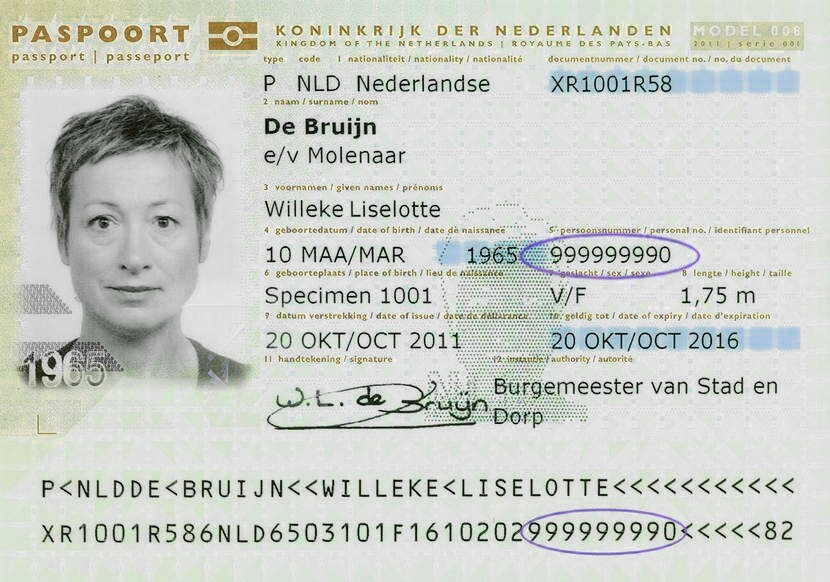 PASPOORT KONINKRIJK DER NEDERLANDEN MODEL 006
passport | passeport KINGDOM OF THE NETHERLANDS | ROYAUME DES PAYS-BAS 2011 | serie 001
type code 1 nationaliteit / nationality / nationalité documentnummer / document no. / no. du document
P NLD Nederlandse XR1001R58
2 naam / surname / nom
De Bruijn
e/v Molenaar
3 voornamen / given names / prénoms
Willeke Liselotte
4 geboortedatum / date of birth / date de naissance 5 persoonsnummer / personal no. / identifiant personnel
10 MAA/MAR 1965 999999990
6 geboorteplaats / place of birth / lieu de naissance 7 geslacht / sex / sexe 8 lengte / height / taille
Specimen 1001 V/F 1,75 m
9 datum verstrekking / date of issue / date de délivrance 10 geldig tot / date of expiry / date d'expiration
20 OKT/OCT 2011 20 OKT/OCT 2016
11 handtekening / signature 12 instantie / authority / autorité
1965
W.L. de Bruijn
Burgemeester van Stad en
Dorp
P<NLDDE<BRUIJN<<WILLEKE<LISELOTTE<<<<<<<<<<<
XR1001R586NLD6503101F1610202999999990<<<<<82